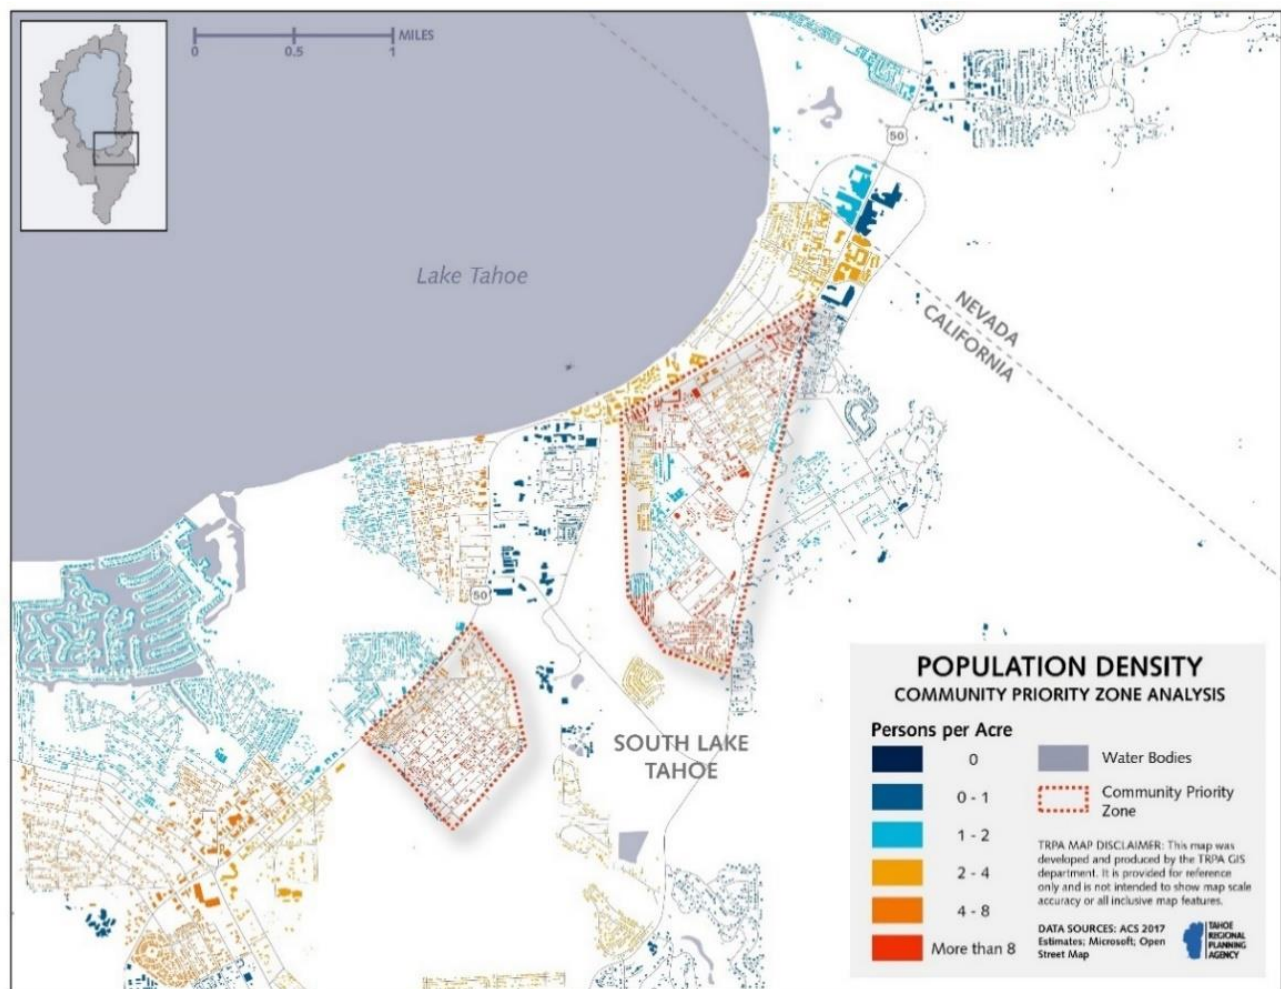 MILES
0
0.5
1
50
Lake Tahoe
NEVADA
CALIFORNIA
50
SOUTH LAKE
TAHOE
POPULATION DENSITY
COMMUNITY PRIORITY ZONE ANALYSIS
Persons per Acre
0
0 - 1
1 - 2
2 - 4
4 - 8
More than 8
Water Bodies
Community Priority
Zone
TRPA MAP DISCLAIMER: This map was
developed and produced by the TRPA GIS
department. It is provided for reference
only and is not intended to show map scale
accuracy or all inclusive map features.
DATA SOURCES: ACS 2017
Estimates; Microsoft; Open
Street Map
TAHOE
REGIONAL
PLANNING
AGENCY